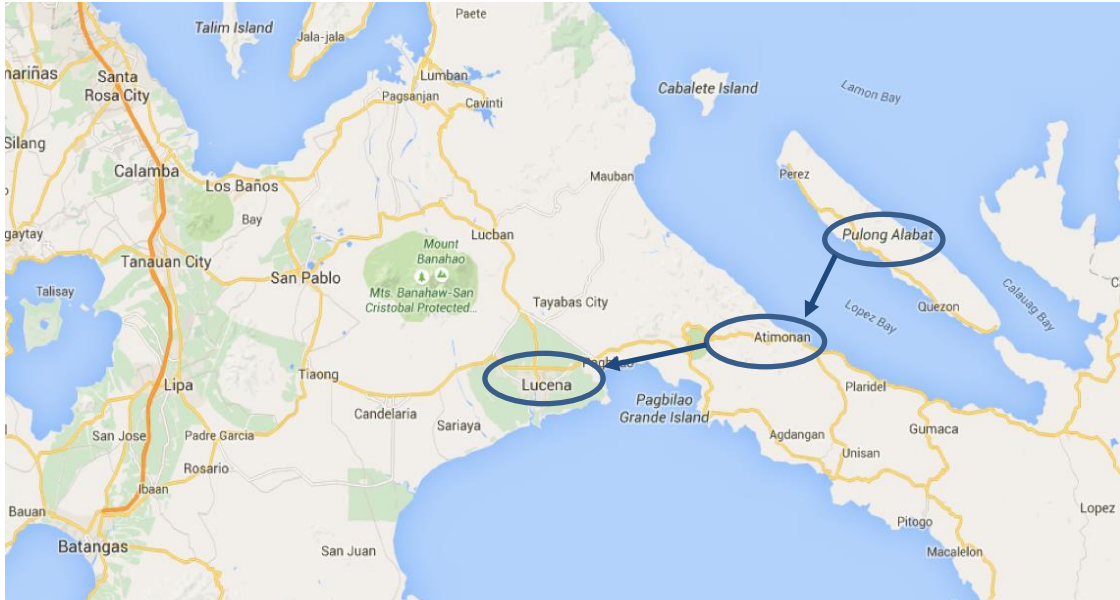 Paete
Talim Island
Jala-jala
mariñas
Santa
Rosa City
Lumban
Pagsanjan
Cavinti
Cabalete Island
Lamon Bay
Silang
Calamba
Los Baños
Mauban
Perez
Bay
Lucban
gaytay
Pulong Alabat
Tanauan City
San Pablo
Mount
Banahao
Mts. Banahaw-San
Cristobal Protected...
Talisay
Tayabas City
Quezon
Lopez Bay
Calauag Bay
Atimonan
Tiaong
Lipa
Lucena
Plaridel
Pagbilao
Grande Island
Candelaria
Sariaya
San Jose
Padre Garcia
Agdangan
Gumaca
Unisan
Rosario
Ibaan
Bauan
Lopez
Pitogo
Batangas
San Juan
Macalelon